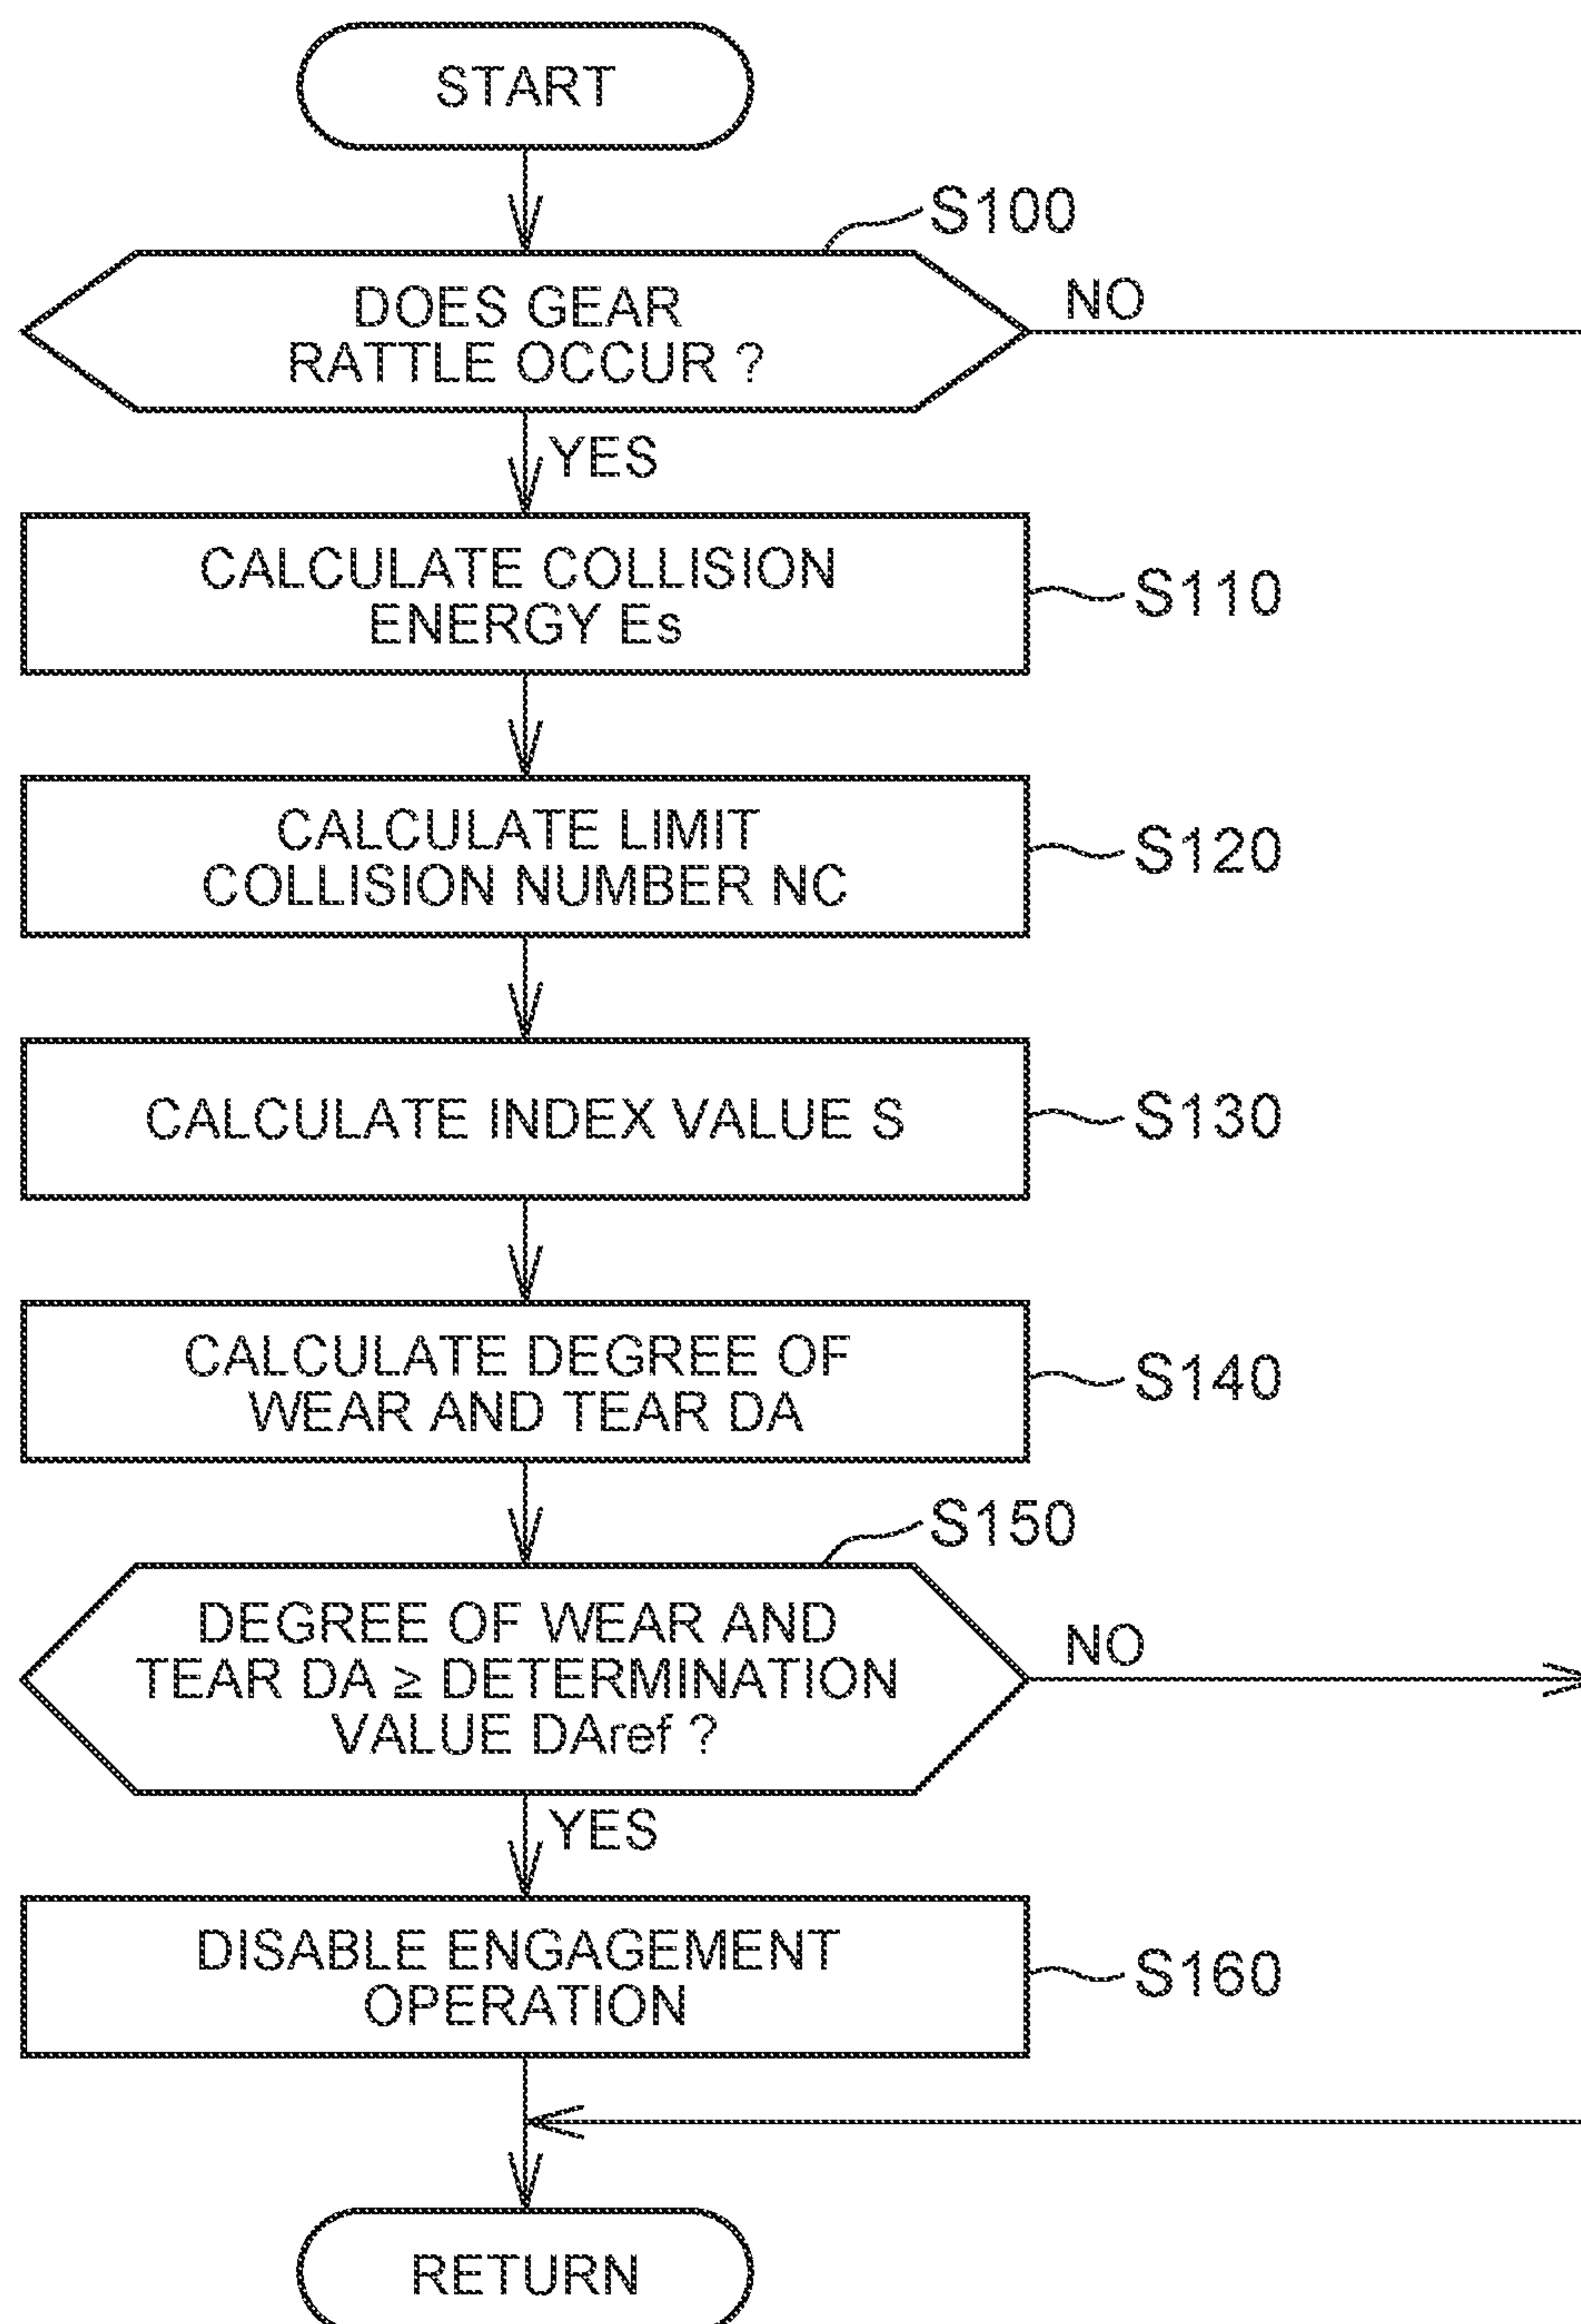 START
S100
DOES GEAR
RATTLE OCCUR ?
NO
YES
CALCULATE COLLISION
ENERGY Es
S110
CALCULATE LIMIT
COLLISION NUMBER NC
S120
CALCULATE INDEX VALUE S
S130
CALCULATE DEGREE OF
WEAR AND TEAR DA
S140
S150
DEGREE OF WEAR AND
TEAR DA ≥ DETERMINATION
VALUE DAref ?
NO
YES
DISABLE ENGAGEMENT
OPERATION
S160
RETURN